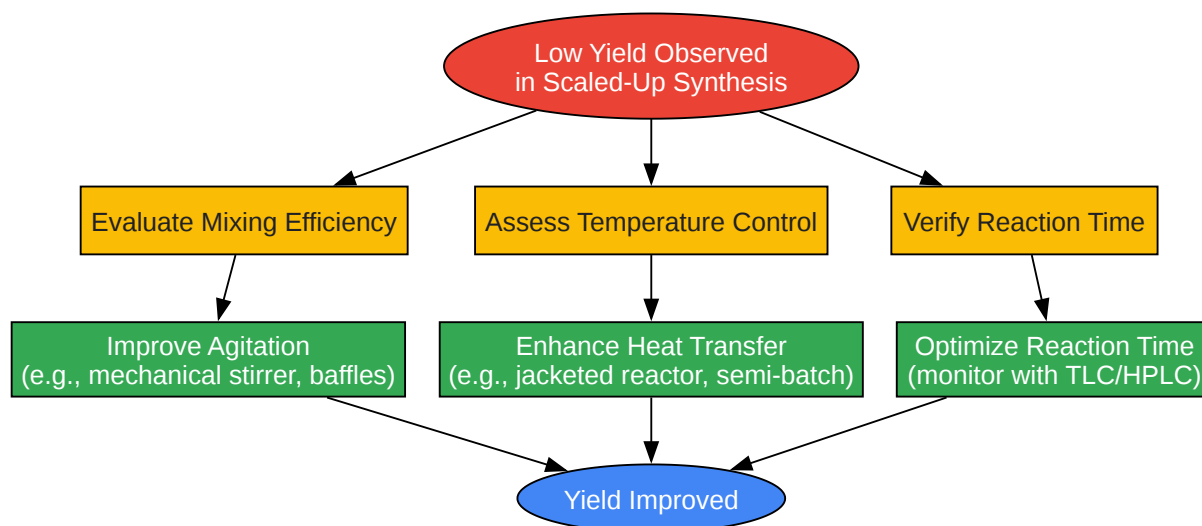 Low Yield Observed
in Scaled-Up Synthesis
Evaluate Mixing Efficiency
Assess Temperature Control
Verify Reaction Time
Improve Agitation
(e.g., mechanical stirrer, baffles)
Enhance Heat Transfer
(e.g., jacketed reactor, semi-batch)
Optimize Reaction Time
(monitor with TLC/HPLC)
Yield Improved